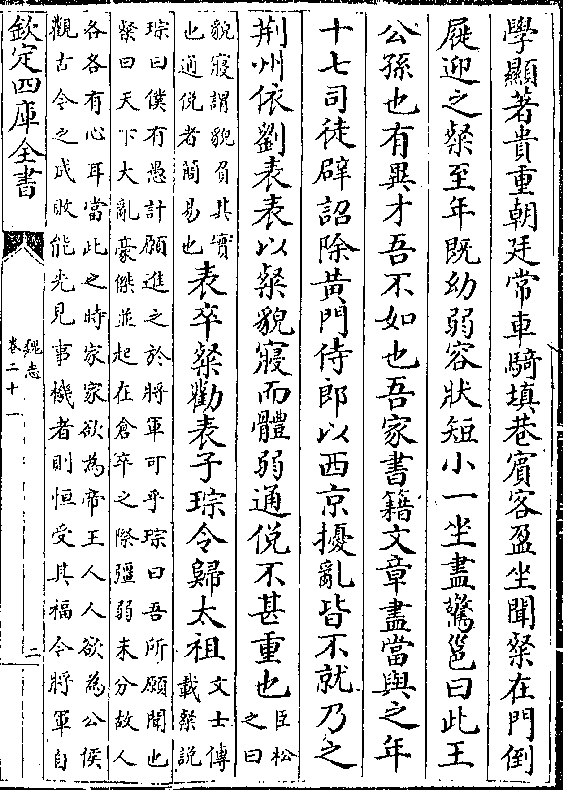 學顯著貴重朝廷常車騎填巷賓客盈坐聞粲在門倒
屣迎之粲至年既幼弱容狀短小一坐盡驚邕曰此王
公孫也有異才吾不如也吾家書籍文章盡當與之年
十七司徒辟詔除黃門侍郎以西京擾亂皆不就乃之
荆州依劉表表以粲貌寢而體弱通侻不甚重也
臣松
之曰
貌寢謂貌負其實
也通侻者簡易也
表卒粲勸表子琮令歸太祖
文士傳
載粲說
琮曰僕有愚計願進之於將軍可乎琮曰吾所願聞也
粲曰天下大亂豪傑並起在倉卒之際彊弱未分故人
各各有心耳當此之時家家欲為帝王人人欲為公侯
觀古今之成敗能先見事機者則恒受其福今將軍自
欽定四庫全書
魏志
卷二十一
二